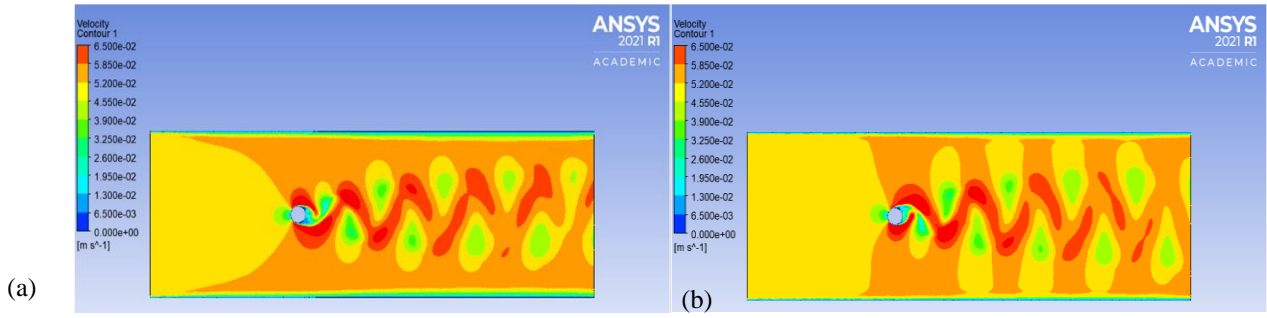 Velocity
Contour 1
6.500e-02
5.850e-02
5.200e-02
4.550e-02
3.900e-02
3.250e-02
2.600e-02
1.950e-02
1.300e-02
6.500e-03
0.000e+00
[m s^-1]
ANSYS
2021 R1
ACADEMIC
(a)
Velocity
Contour 1
6.500e-02
5.850e-02
5.200e-02
4.550e-02
3.900e-02
3.250e-02
2.600e-02
1.950e-02
1.300e-02
6.500e-03
0.000e+00
[m s^-1]
ANSYS
2021 R1
ACADEMIC
(b)